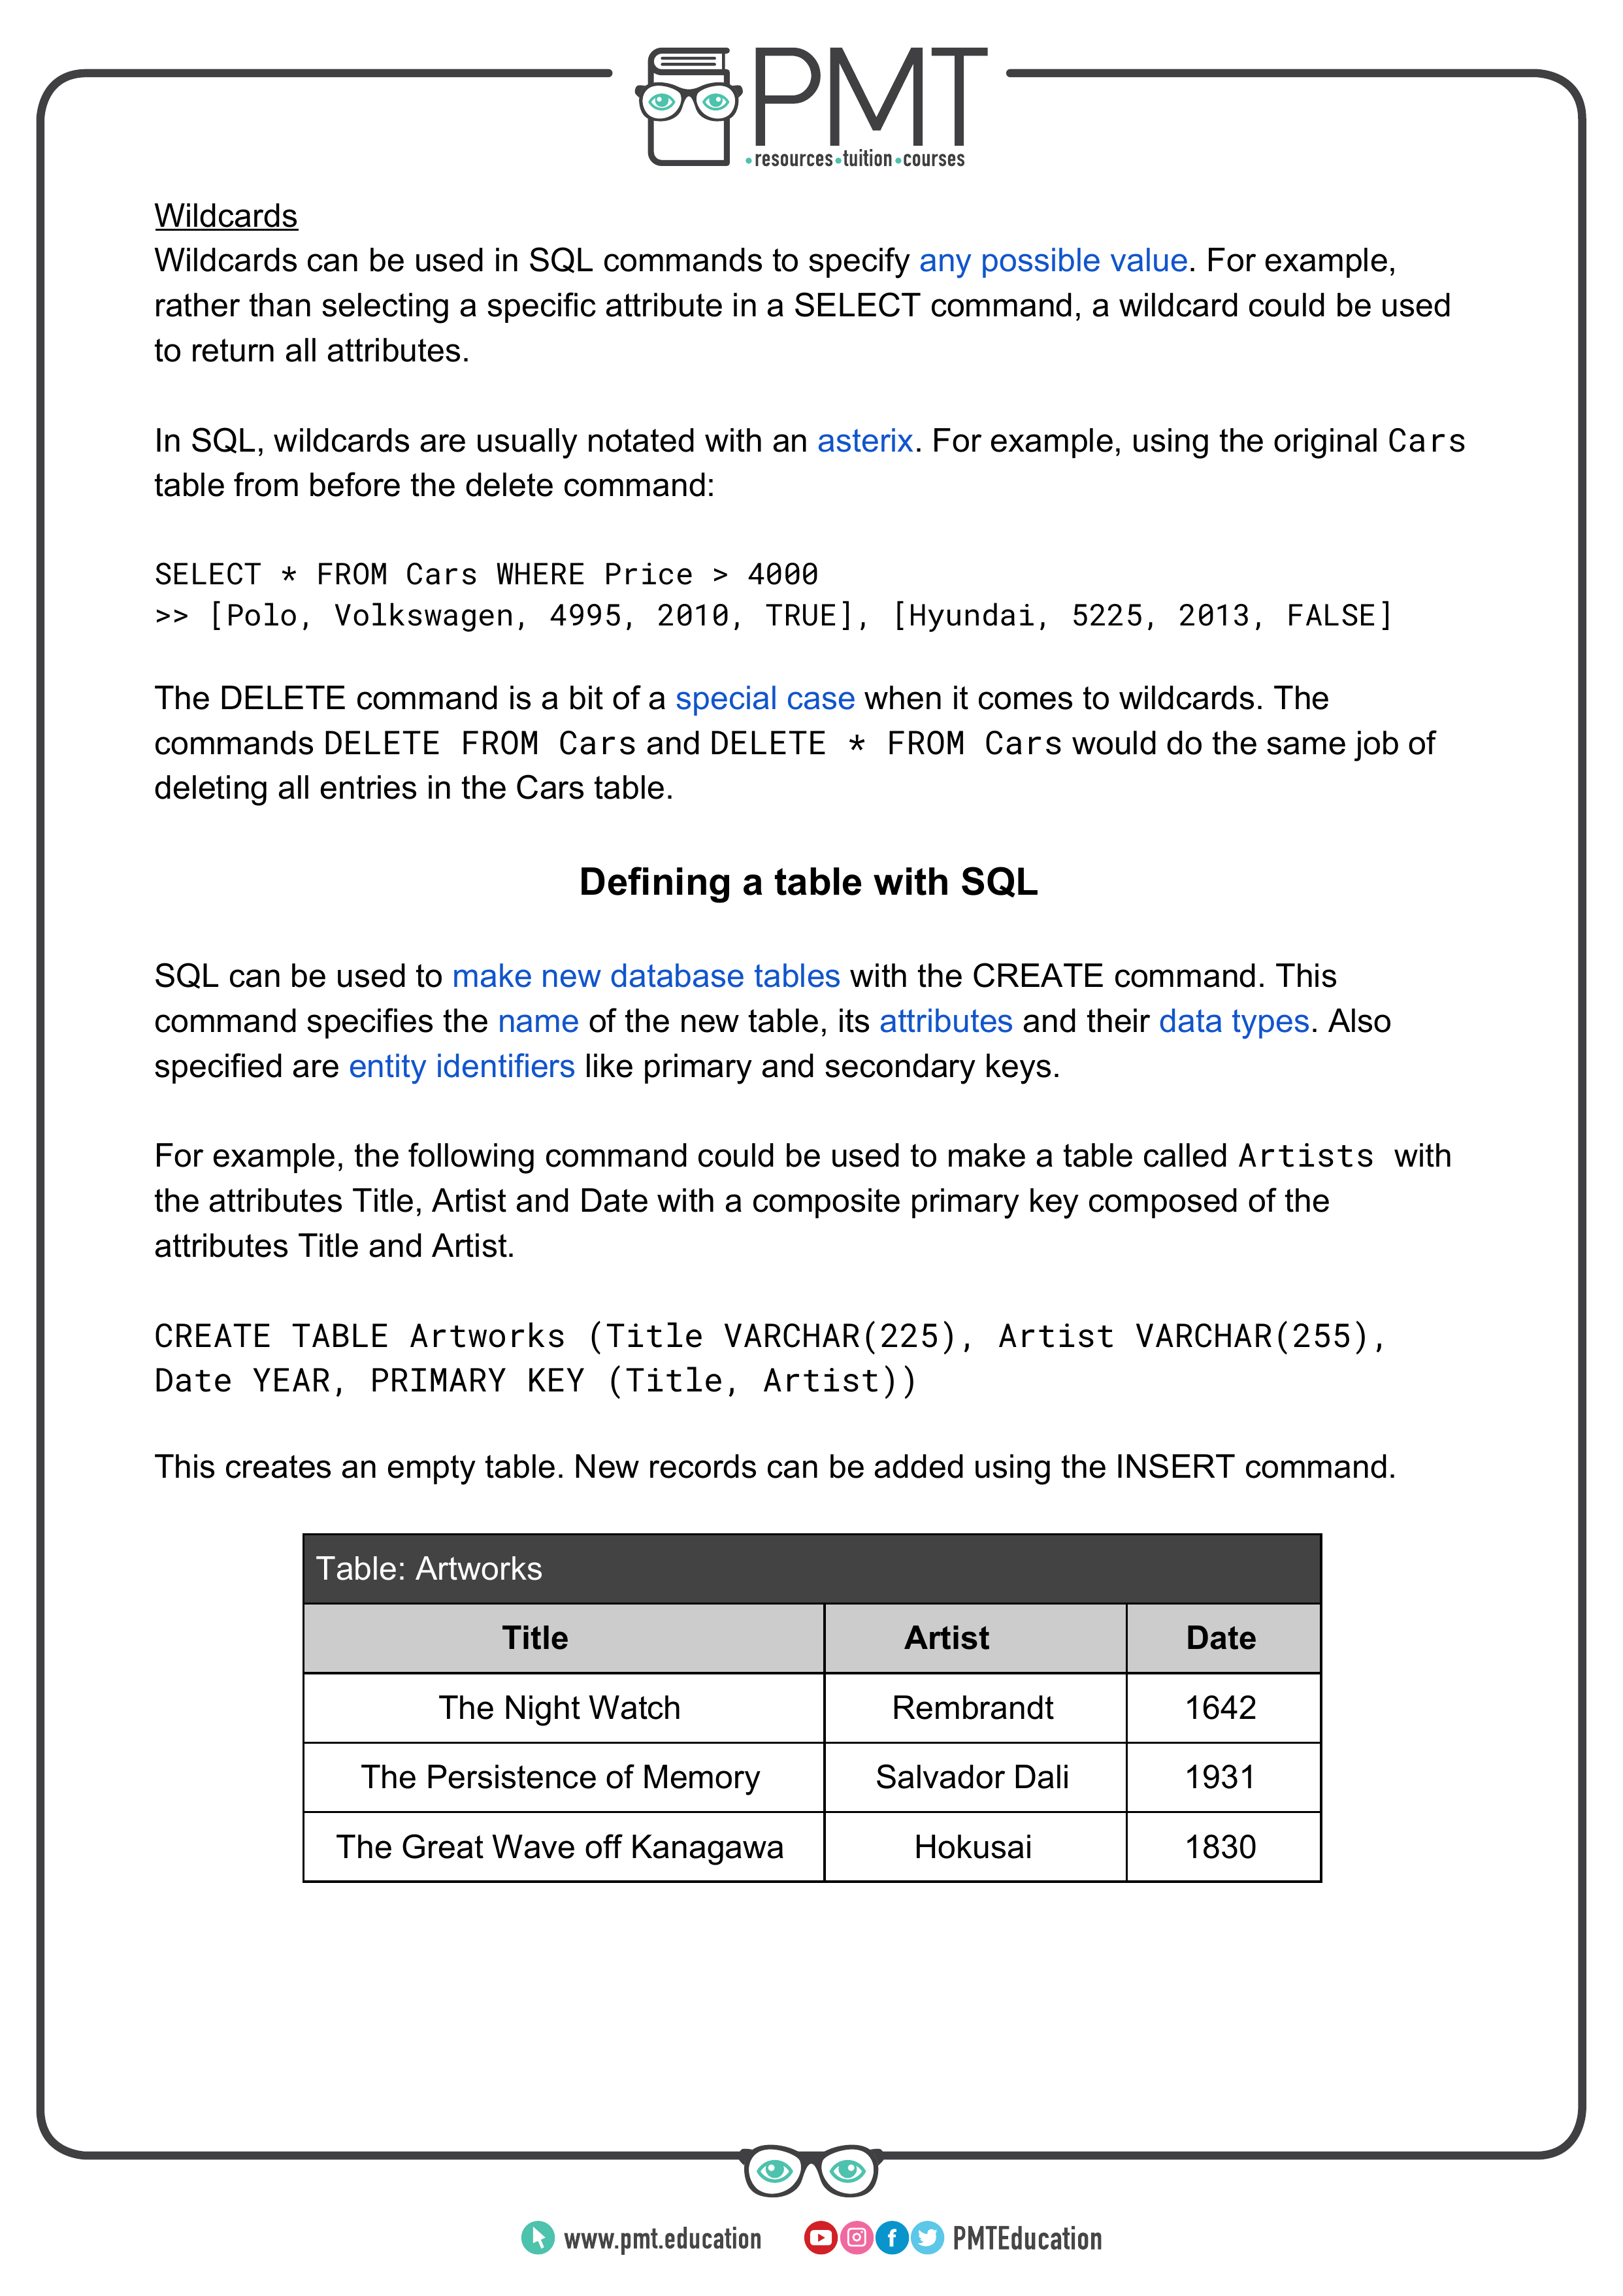 PMT
•resources•tuition•courses
Wildcards
Wildcards can be used in SQL commands to specify any possible value. For example,
rather than selecting a specific attribute in a SELECT command, a wildcard could be used
to return all attributes.
In SQL, wildcards are usually notated with an asterix. For example, using the original Cars
table from before the delete command:
SELECT * FROM Cars WHERE Price > 4000
>> [Polo, Volkswagen, 4995, 2010, TRUE], [Hyundai, 5225, 2013, FALSE]
The DELETE command is a bit of a special case when it comes to wildcards. The
commands DELETE FROM Cars and DELETE * FROM Cars would do the same job of
deleting all entries in the Cars table.
Defining a table with SQL
SQL can be used to make new database tables with the CREATE command. This
command specifies the name of the new table, its attributes and their data types. Also
specified are entity identifiers like primary and secondary keys.
For example, the following command could be used to make a table called Artists with
the attributes Title, Artist and Date with a composite primary key composed of the
attributes Title and Artist.
CREATE TABLE Artworks (Title VARCHAR(225), Artist VARCHAR(255),
Date YEAR, PRIMARY KEY (Title, Artist))
This creates an empty table. New records can be added using the INSERT command.
Table: Artworks
Title Artist Date
The Night Watch Rembrandt 1642
The Persistence of Memory Salvador Dali 1931
The Great Wave off Kanagawa Hokusai 1830
www.pmt.education PMTEducation